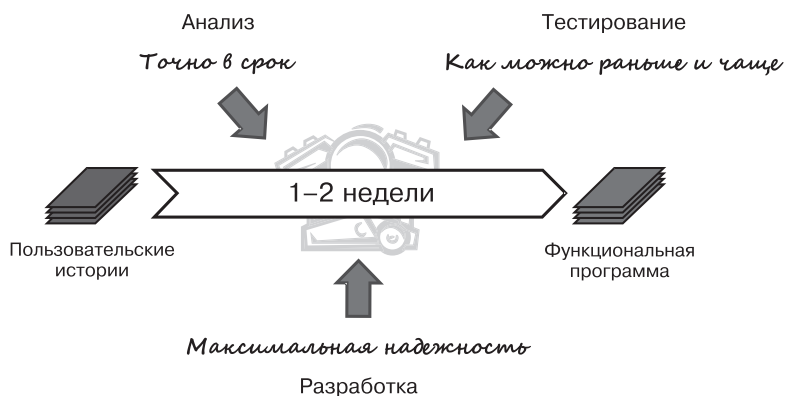 Анализ
Тестирование
Точно в срок
Как можно раньше и чаще
1–2 недели
Пользовательские
истории
Функциональная
программа
Максимальная надежность
Разработка